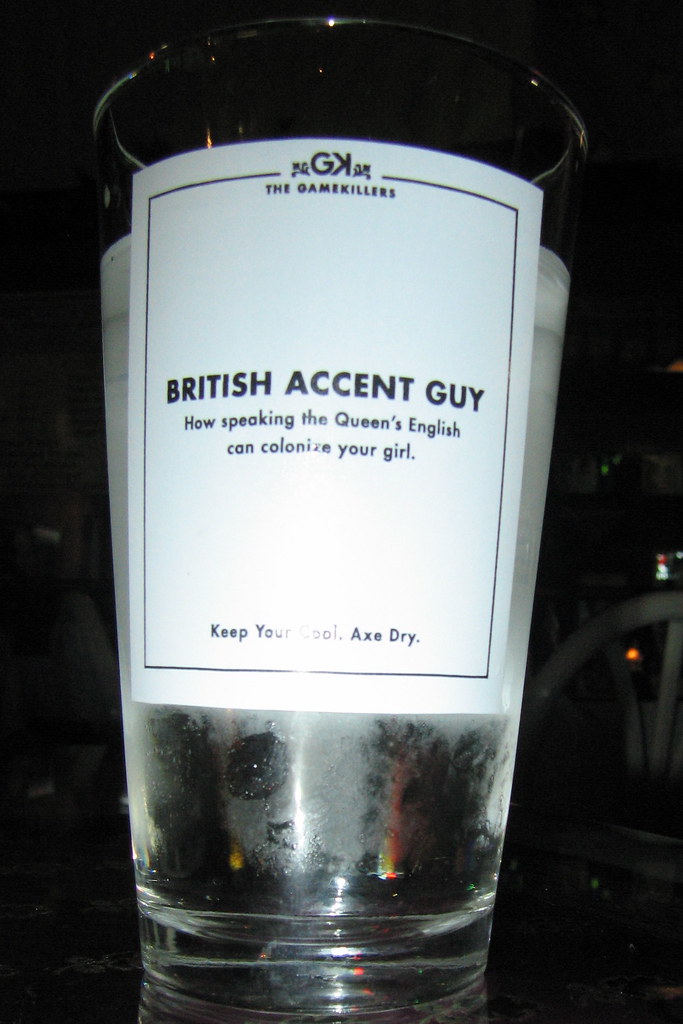 GK
THE GAMEKILLERS
BRITISH ACCENT GUY
How speaking the Queen's English
can colonize your girl.
Keep Your Cool. Axe Dry.